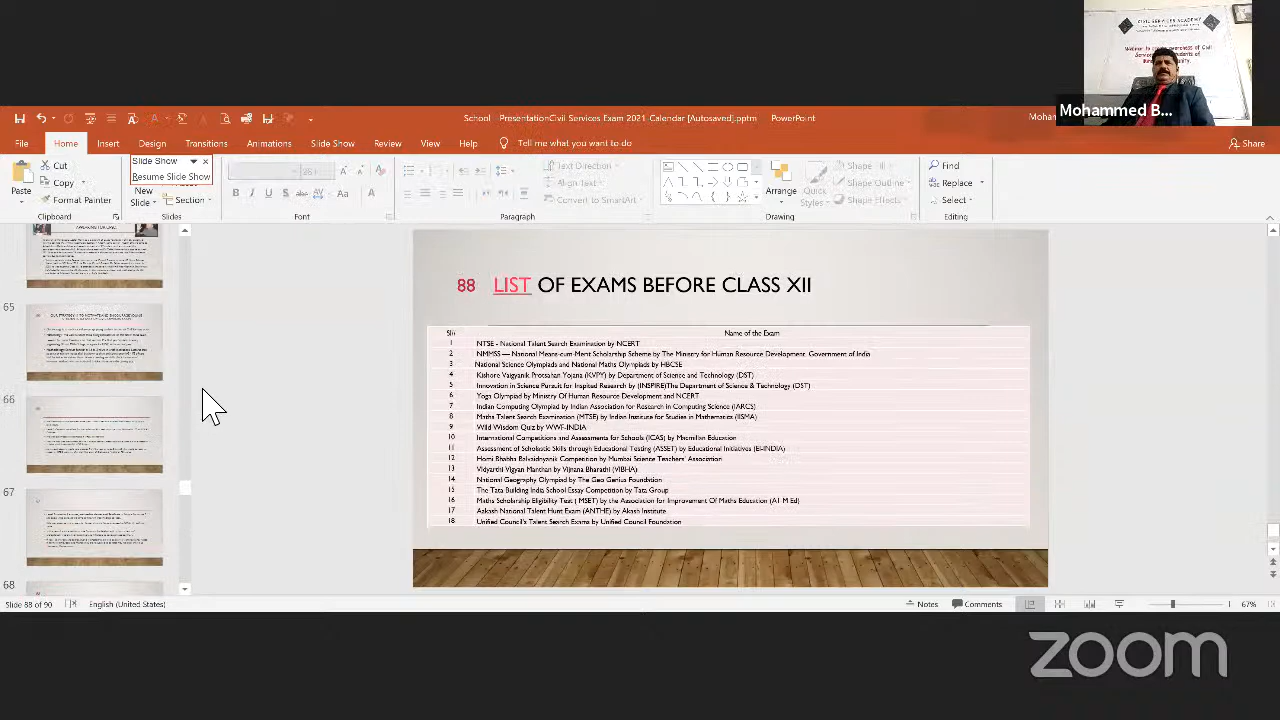 CIVIL SERVICES ACADEMY
Mohammed B...
School - PresentationCivil Services Exam 2021-Calendar [Autosaved].pptm - PowerPoint
File Home Insert Design Transitions Animations Slide Show Review View Help Tell me what you want to do Share
Paste
Cut
Copy
Format Painter
Clipboard
Slide Show
Resume Slide Show
New
Slide
Section
Slides
Font
Text Direction
Align Text
Convert to SmartArt
Paragraph
Arrange
Quick
Styles
Shape Fill
Shape Outline
Shape Effects
Drawing
Find
Replace
Select
Editing
65
66
67
68
88 LIST OF EXAMS BEFORE CLASS XII
Sl# Name of the Exam
1 NTSE - National Talent Search Examination by NCERT
2 NMMSS — National Means-cum-Merit Scholarship Scheme by The Ministry for Human Resource Development, Government of India
3 National Science Olympiads and National Maths Olympiads by HBCSE
4 Kishore Vaigyanik Protsahan Yojana (KVPY) by Department of Science and Technology (DST)
5 Innovation in Science Pursuit for Inspired Research by (INSPIRE)The Department of Science & Technology (DST)
6 Yoga Olympiad by Ministry Of Human Resource Development and NCERT
7 Indian Computing Olympiad by Indian Association for Research in Computing Science (IARCS)
8 Maths Talent Search Examination (MTSE) by Indian Institute for Studies in Mathematics (IISMA)
9 Wild Wisdom Quiz by WWF-INDIA
10 International Competitions and Assessments for Schools (ICAS) by Macmillan Education
11 Assessment of Scholastic Skills through Educational Testing (ASSET) by Educational Initiatives (EI-INDIA)
12 Homi Bhabha Balvaidnyanik Competition by Mumbai Science Teachers' Association
13 Vidyarthi Vigyan Manthan by Vijnana Bharathi (VIBHA)
14 National Geography Olympiad by The Geo Genius Foundation
15 The Tata Building India School Essay Competition by Tata Group
16 Maths Scholarship Eligibility Test ( MSET) by the Association for Improvement Of Maths Education (A1 M Ed)
17 Aakash National Talent Hunt Exam (ANTHE) by Akash Institute
18 Unified Council's Talent Search Exams by Unified Council Foundation
Slide 88 of 90 English (United States) Notes Comments 67%
zoom